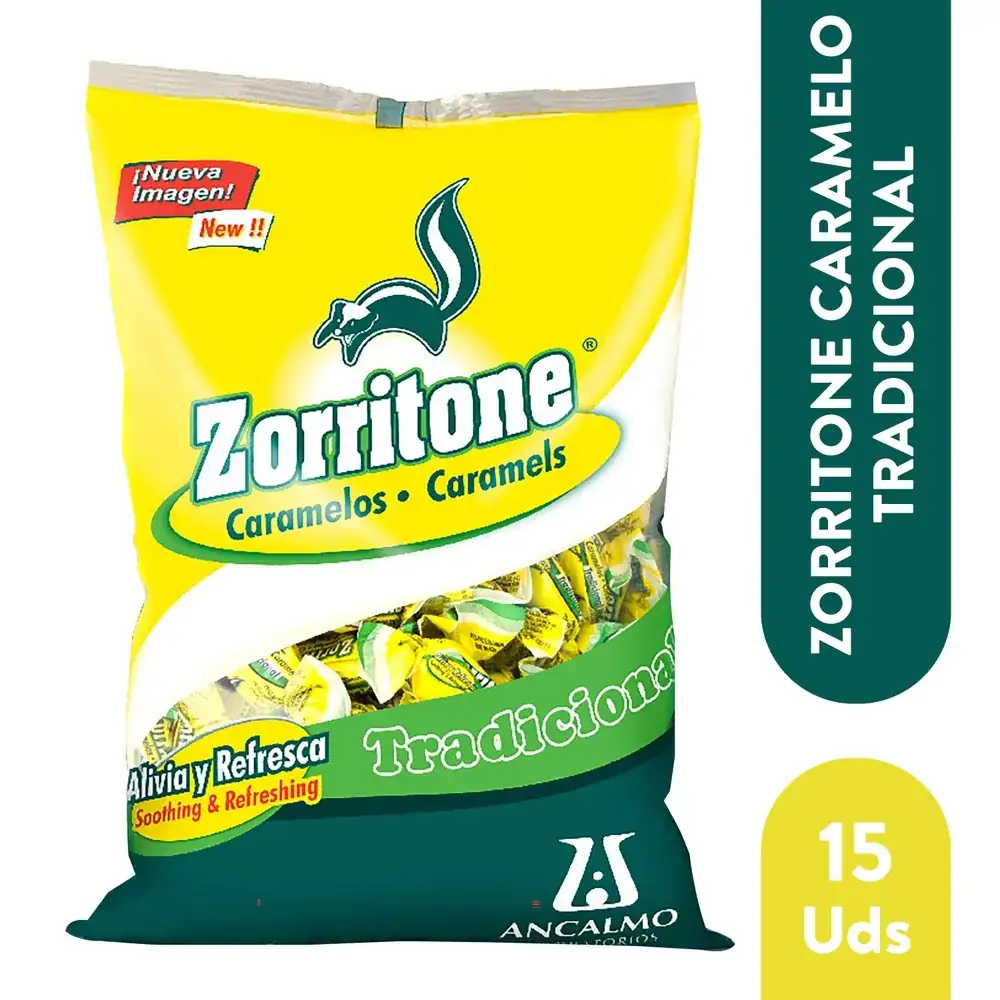 ¡Nueva
Imagen!
New !!
Zorritone ®
Caramelos • Caramels
Tradicional
Alivia y Refresca
Soothing & Refreshing
ANCALMO
ZORRITONE CARAMELO
TRADICIONAL
15
Uds